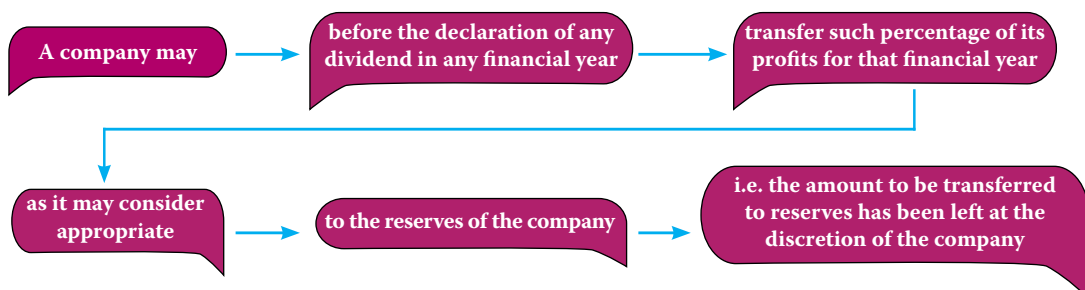 A company may
before the declaration of any
dividend in any financial year
transfer such percentage of its
profits for that financial year
as it may consider
appropriate
to the reserves of the company
i.e. the amount to be transferred
to reserves has been left at the
discretion of the company